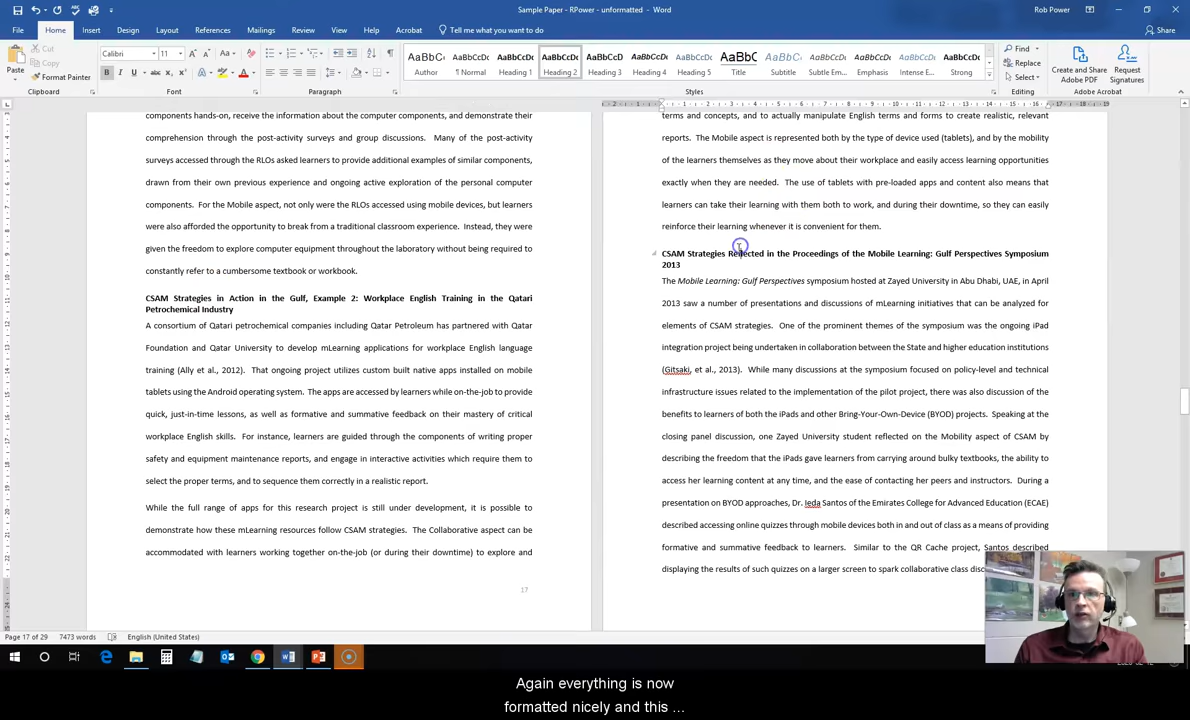 Sample Paper - RPower - unformatted - Word
Rob Power
File Home Insert Design Layout References Mailings Review View Help Acrobat Tell me what you want to do Share
Cut
Copy
Paste
Format Painter
Calibri 11
AaBbC AaBbCc AaBbCcD AaBbCcD AaBbCcD AaBbCcD AaBbCcD AaBbC AaBbCc AaBbCcD AaBbCcD AaBbCcD AaBbCcD
Author ¶ Normal Heading 1 Heading 2 Heading 3 Heading 4 Heading 5 Title Subtitle Subtle Em... Emphasis Intense E... Strong
Find
Replace
Select
Create and Share
Adobe PDF
Request
Signatures
Clipboard Font Paragraph Styles Editing Adobe Acrobat
components hands-on, receive the information about the computer components, and demonstrate their
comprehension through the post-activity surveys and group discussions. Many of the post-activity
surveys accessed through the RLOs asked learners to provide additional examples of similar components,
drawn from their own previous experience and ongoing active exploration of the personal computer
components. For the Mobile aspect, not only were the RLOs accessed using mobile devices, but learners
were also afforded the opportunity to break from a traditional classroom experience. Instead, they were
given the freedom to explore computer equipment throughout the laboratory without being required to
constantly refer to a cumbersome textbook or workbook.
CSAM Strategies in Action in the Gulf, Example 2: Workplace English Training in the Qatari
Petrochemical Industry
A consortium of Qatari petrochemical companies including Qatar Petroleum has partnered with Qatar
Foundation and Qatar University to develop mLearning applications for workplace English language
training (Ally et al., 2012). That ongoing project utilizes custom built native apps installed on mobile
tablets using the Android operating system. The apps are accessed by learners while on-the-job to provide
quick, just-in-time lessons, as well as formative and summative feedback on their mastery of critical
workplace English skills. For instance, learners are guided through the components of writing proper
safety and equipment maintenance reports, and engage in interactive activities which require them to
select the proper terms, and to sequence them correctly in a realistic report.
While the full range of apps for this research project is still under development, it is possible to
demonstrate how these mLearning resources follow CSAM strategies. The Collaborative aspect can be
accommodated with learners working together on-the-job (or during their downtime) to explore and
17
terms and concepts, and to actually manipulate English terms and forms to create realistic, relevant
reports. The Mobile aspect is represented both by the type of device used (tablets), and by the mobility
of the learners themselves as they move about their workplace and easily access learning opportunities
exactly when they are needed. The use of tablets with pre-loaded apps and content also means that
learners can take their learning with them both to work, and during their downtime, so they can easily
reinforce their learning whenever it is convenient for them.
CSAM Strategies Reflected in the Proceedings of the Mobile Learning: Gulf Perspectives Symposium
2013
The Mobile Learning: Gulf Perspectives symposium hosted at Zayed University in Abu Dhabi, UAE, in April
2013 saw a number of presentations and discussions of mLearning initiatives that can be analyzed for
elements of CSAM strategies. One of the prominent themes of the symposium was the ongoing iPad
integration project being undertaken in collaboration between the State and higher education institutions
(Gitsaki, et al., 2013). While many discussions at the symposium focused on policy-level and technical
infrastructure issues related to the implementation of the pilot project, there was also discussion of the
benefits to learners of both the iPads and other Bring-Your-Own-Device (BYOD) projects. Speaking at the
closing panel discussion, one Zayed University student reflected on the Mobility aspect of CSAM by
describing the freedom that the iPads gave learners from carrying around bulky textbooks, the ability to
access her learning content at any time, and the ease of contacting her peers and instructors. During a
presentation on BYOD approaches, Dr. Ieda Santos of the Emirates College for Advanced Education (ECAE)
described accessing online quizzes through mobile devices both in and out of class as a means of providing
formative and summative feedback to learners. Similar to the QR Cache project, Santos described
displaying the results of such quizzes on a larger screen to spark collaborative class
Page 17 of 29 7473 words English (United States)
Again everything is now
formatted nicely and this ...